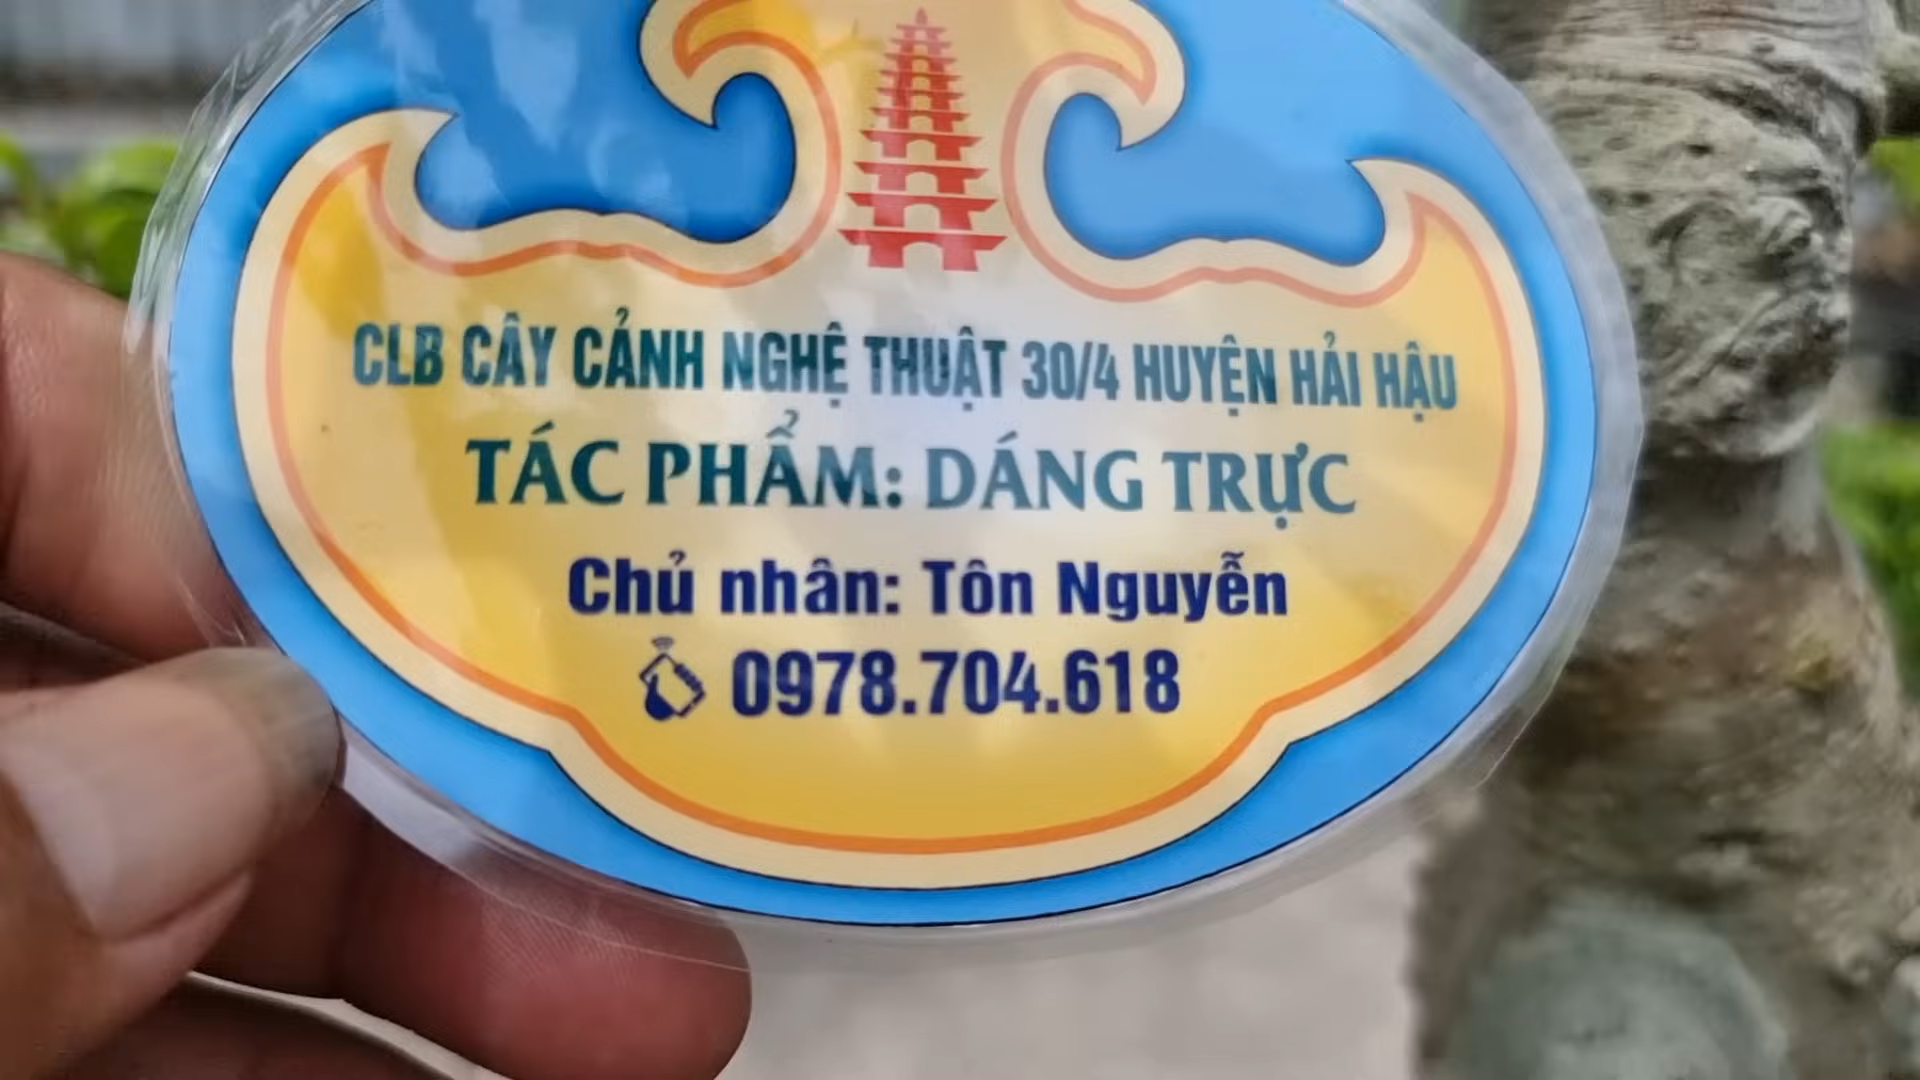 CLB CÂY CẢNH NGHỆ THUẬT 30/4 HUYỆN HẢI HẬU
TÁC PHẨM: DÁNG TRỰC
Chủ nhân: Tôn Nguyễn
0978.704.618